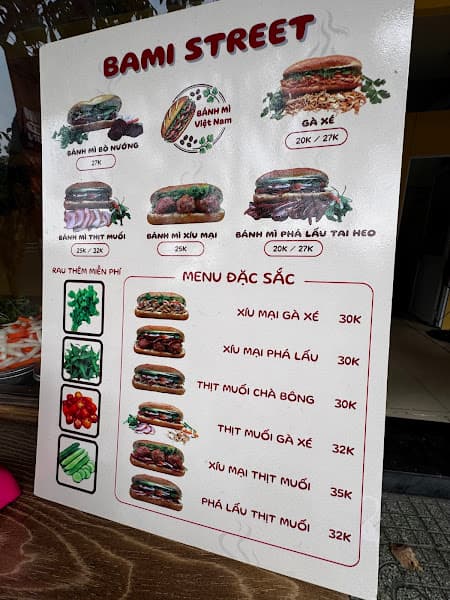 BAMI STREET
BÁNH MÌ
Việt Nam
BÁNH MÌ BÒ NƯỚNG
27K
GÀ XÉ
20K / 27K
BÁNH MÌ THỊT MUỐI
25K / 32K
BÁNH MÌ XÍU MẠI
25K
BÁNH MÌ PHÁ LẤU TAI HEO
20K / 27K
RAU THÊM MIỄN PHÍ
MENU ĐẶC SẮC
XÍU MẠI GÀ XÉ 30K
XÍU MẠI PHÁ LẤU 30K
THỊT MUỐI CHÀ BÔNG 30K
THỊT MUỐI GÀ XÉ 32K
XÍU MẠI THỊT MUỐI 35K
PHÁ LẤU THỊT MUỐI 32K